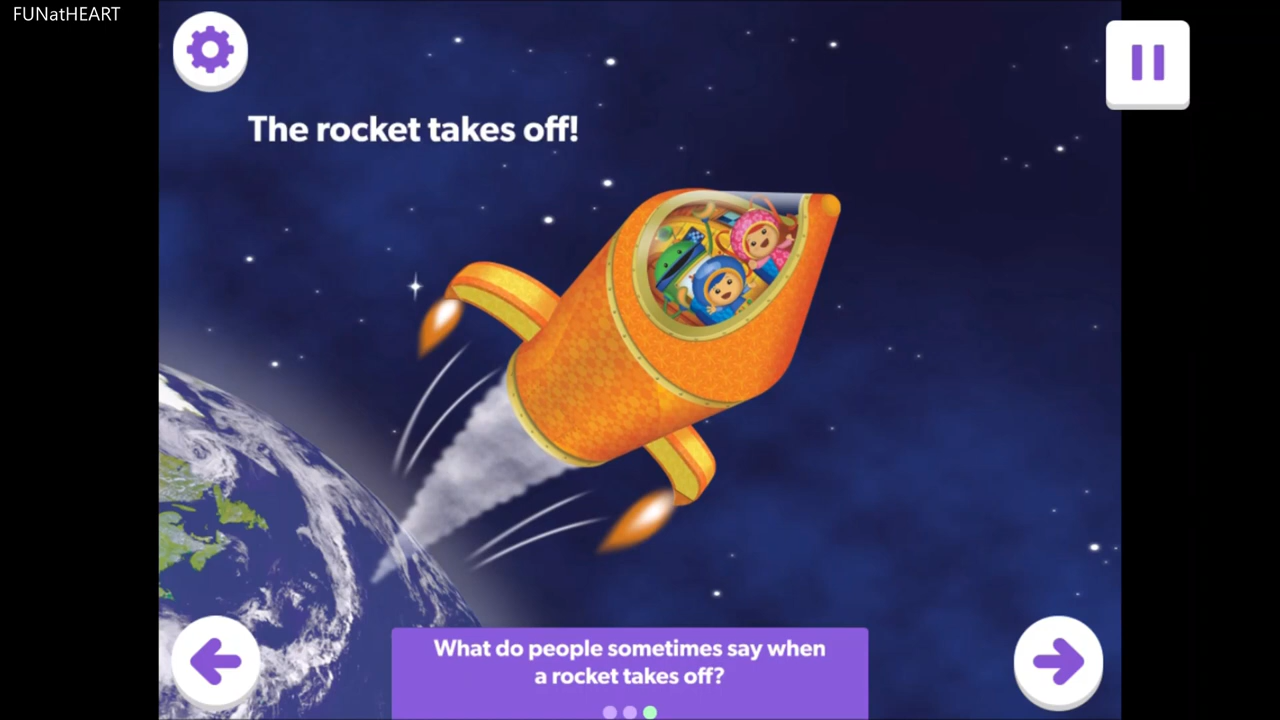 FUNatHEART
The rocket takes off!
What do people sometimes say when
a rocket takes off?